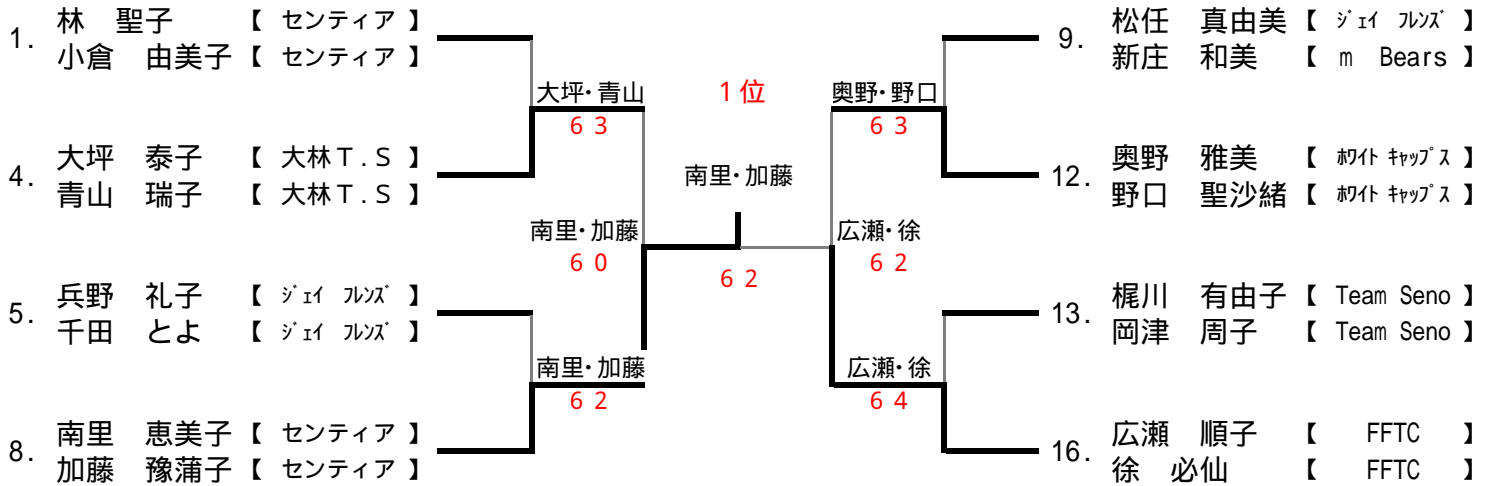 1. 林　聖子　【 センティア 】
小倉　由美子【 センティア 】
4. 大坪　泰子　【 大林T.S 】
青山　瑞子　【 大林T.S 】
5. 兵野　礼子　【 ｼﾞｪｲ ﾌﾚﾝｽﾞ 】
千田　とよ　【 ｼﾞｪｲ ﾌﾚﾝｽﾞ 】
8. 南里　恵美子【 センティア 】
加藤　豫蒲子【 センティア 】
大坪・青山
6 3
南里・加藤
6 0
南里・加藤
6 2
1位
南里・加藤
6 2
奥野・野口
6 3
広瀬・徐
6 2
広瀬・徐
6 4
9. 松任　真由美【 ｼﾞｪｲ ﾌﾚﾝｽﾞ 】
新庄　和美　【 m Bears 】
12. 奥野　雅美　【 ﾎﾜｲﾄ ｷｬｯﾌﾟｽ 】
野口　聖沙緒【 ﾎﾜｲﾄ ｷｬｯﾌﾟｽ 】
13. 梶川　有由子【 Team Seno 】
岡津　周子　【 Team Seno 】
16. 広瀬　順子　【 FFTC 】
徐　必仙　【 FFTC 】